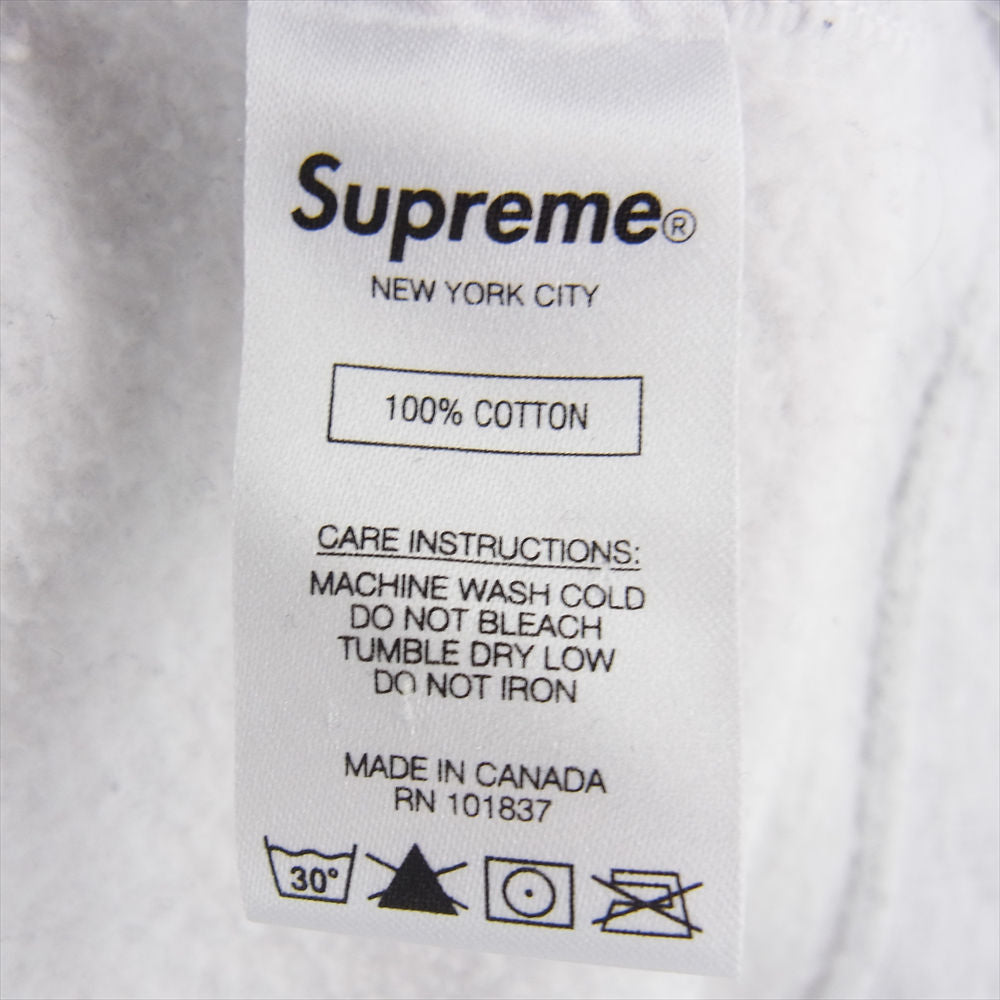 Supreme®
NEW YORK CITY
100% COTTON
CARE INSTRUCTIONS:
MACHINE WASH COLD
DO NOT BLEACH
TUMBLE DRY LOW
DO NOT IRON
MADE IN CANADA
RN 101837
30°